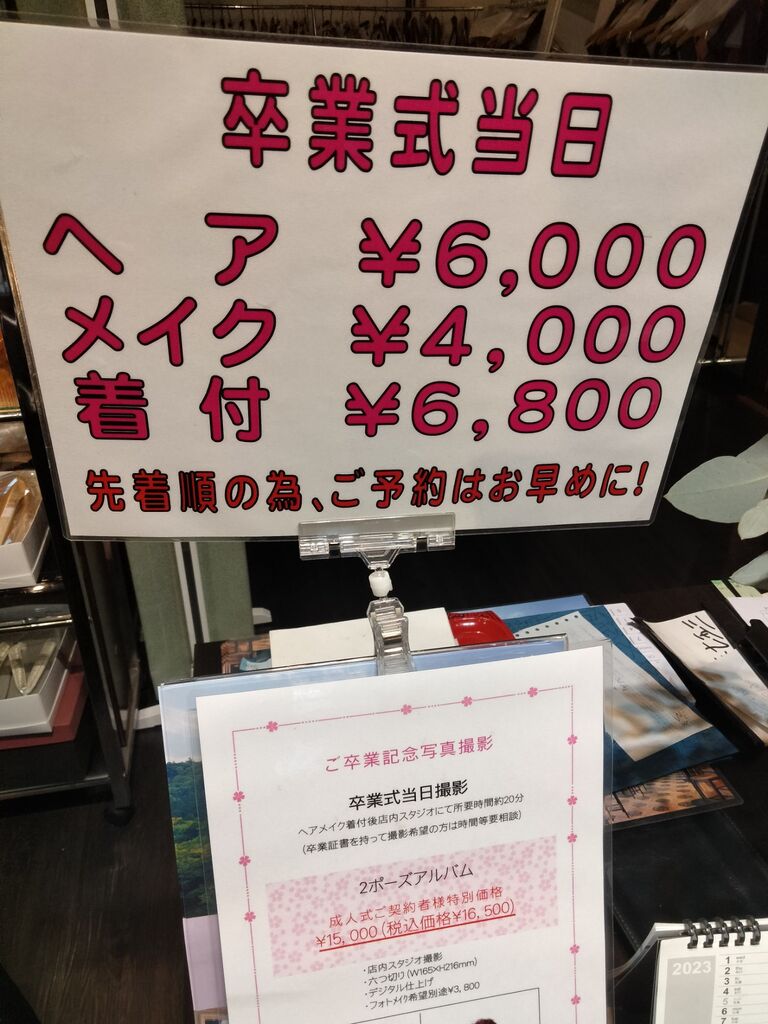 卒業式当日
ヘア ¥6,000
メイク ¥4,000
着付 ¥6,800
先着順の為、ご予約はお早めに!
ご卒業記念写真撮影
卒業式当日撮影
ヘアメイク着付後店内スタジオにて所要時間約20分
(卒業証書を持って撮影希望の方は時間等要相談)
2ポーズアルバム
成人式ご契約者様特別価格
¥15,000(税込価格¥16,500)
・店内スタジオ撮影
・六つ切り(W165×H216mm)
・デジタル仕上げ
・フォトメイク希望別途¥3,800
2023
1
2
3
4
5
6
7